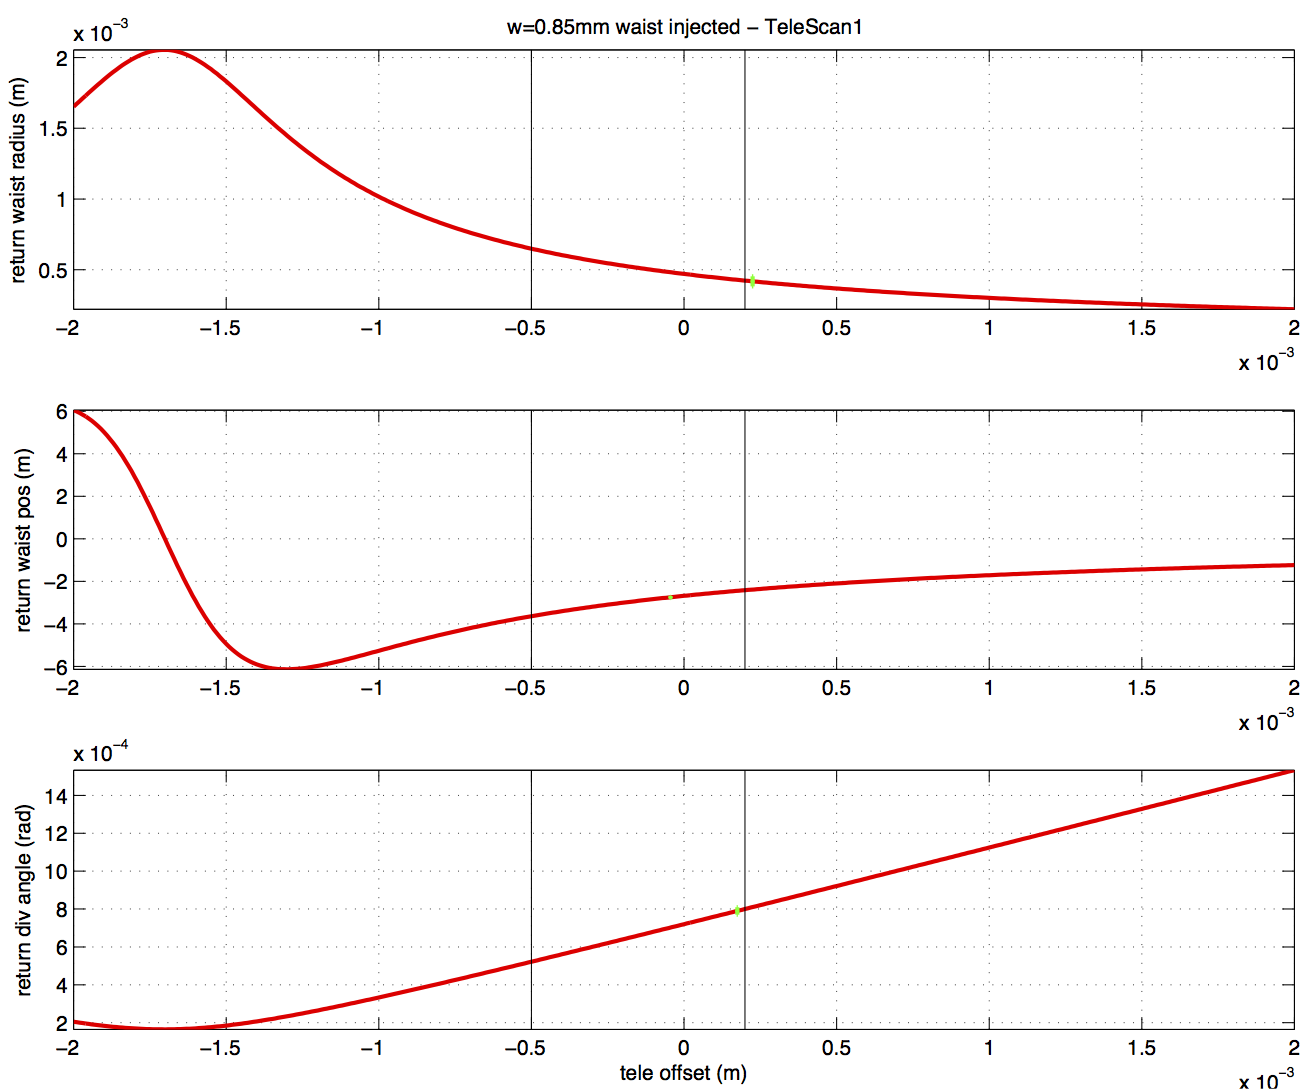 w=0.85mm waist injected − TeleScan1
x 10−3
return waist radius (m)
2
1.5
1
0.5
−2 −1.5 −1 −0.5 0 0.5 1 1.5 2
x 10−3
return waist pos (m)
6
4
2
0
−2
−4
−6
−2 −1.5 −1 −0.5 0 0.5 1 1.5 2
x 10−3
x 10−4
return div angle (rad)
14
12
10
8
6
4
2
−2 −1.5 −1 −0.5 0 0.5 1 1.5 2
tele offset (m)
x 10−3